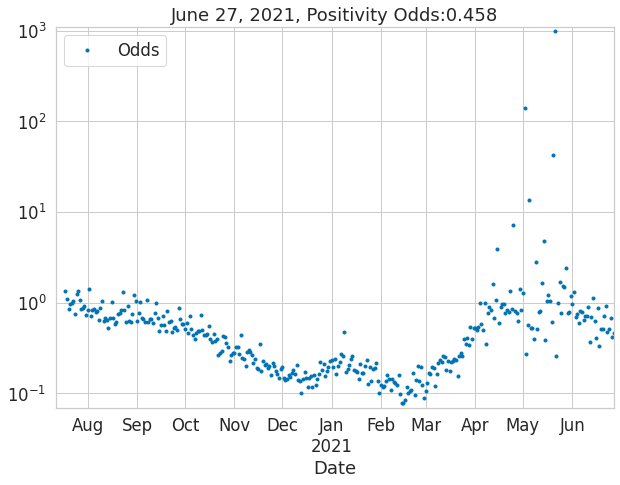 June 27, 2021, Positivity Odds:0.458
Odds
10³
10²
10¹
10⁰
10⁻¹
Aug Sep Oct Nov Dec Jan Feb Mar Apr May Jun
2021
Date